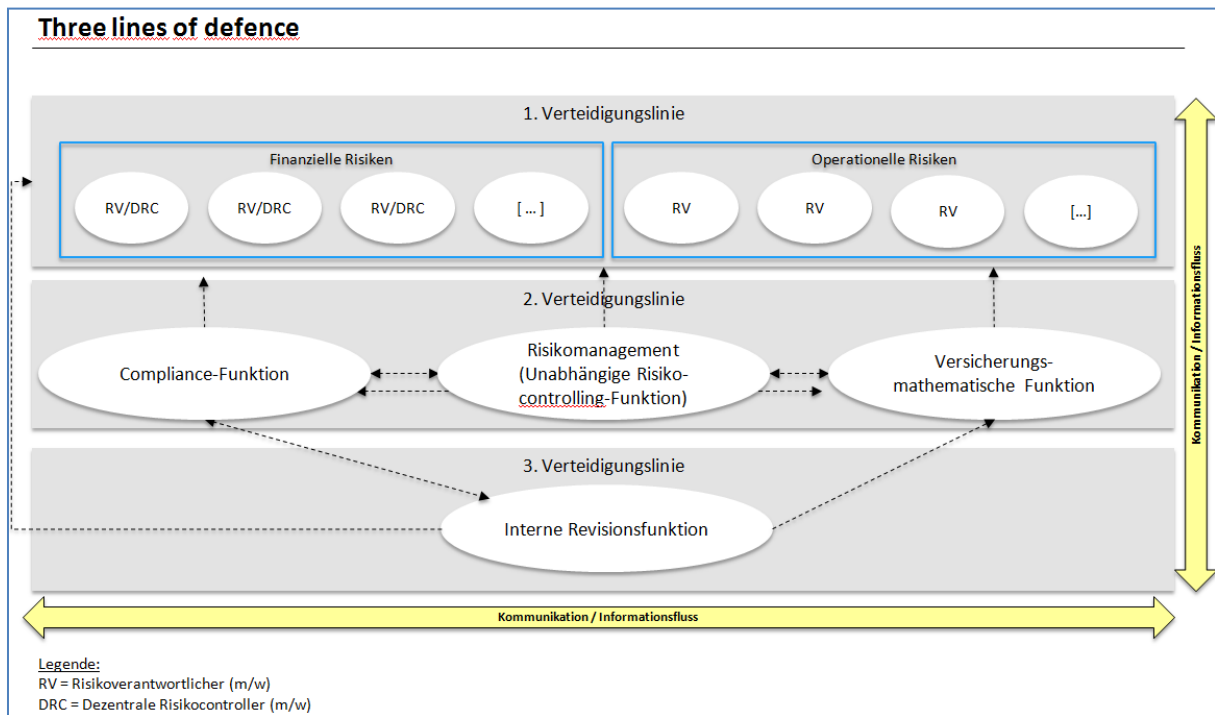 Three lines of defence
1. Verteidigungslinie
Finanzielle Risiken
RV/DRC
RV/DRC
RV/DRC
[ ... ]
Operationelle Risiken
RV
RV
RV
[...]
2. Verteidigungslinie
Compliance-Funktion
Risikomanagement
(Unabhängige Risiko-
controlling-Funktion)
Versicherungs-
mathematische Funktion
3. Verteidigungslinie
Interne Revisionsfunktion
Kommunikation / Informationsfluss
Kommunikation / Informationsfluss
Legende:
RV = Risikoverantwortlicher (m/w)
DRC = Dezentrale Risikocontroller (m/w)